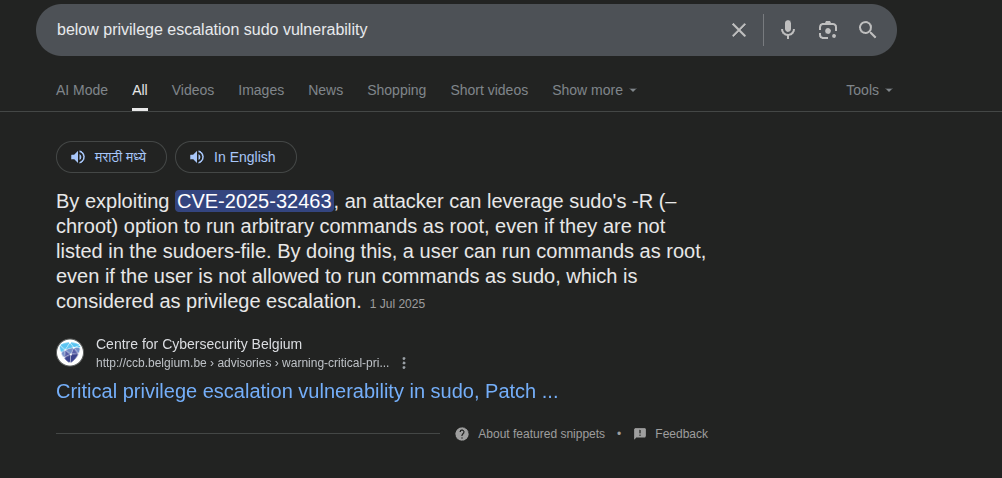 below privilege escalation sudo vulnerability
AI Mode All Videos Images News Shopping Short videos Show more Tools
मराठी मध्ये In English
By exploiting CVE-2025-32463, an attacker can leverage sudo's -R (–
chroot) option to run arbitrary commands as root, even if they are not
listed in the sudoers-file. By doing this, a user can run commands as root,
even if the user is not allowed to run commands as sudo, which is
considered as privilege escalation. 1 Jul 2025
Centre for Cybersecurity Belgium
http://ccb.belgium.be › advisories › warning-critical-pri...
Critical privilege escalation vulnerability in sudo, Patch ...
About featured snippets • Feedback